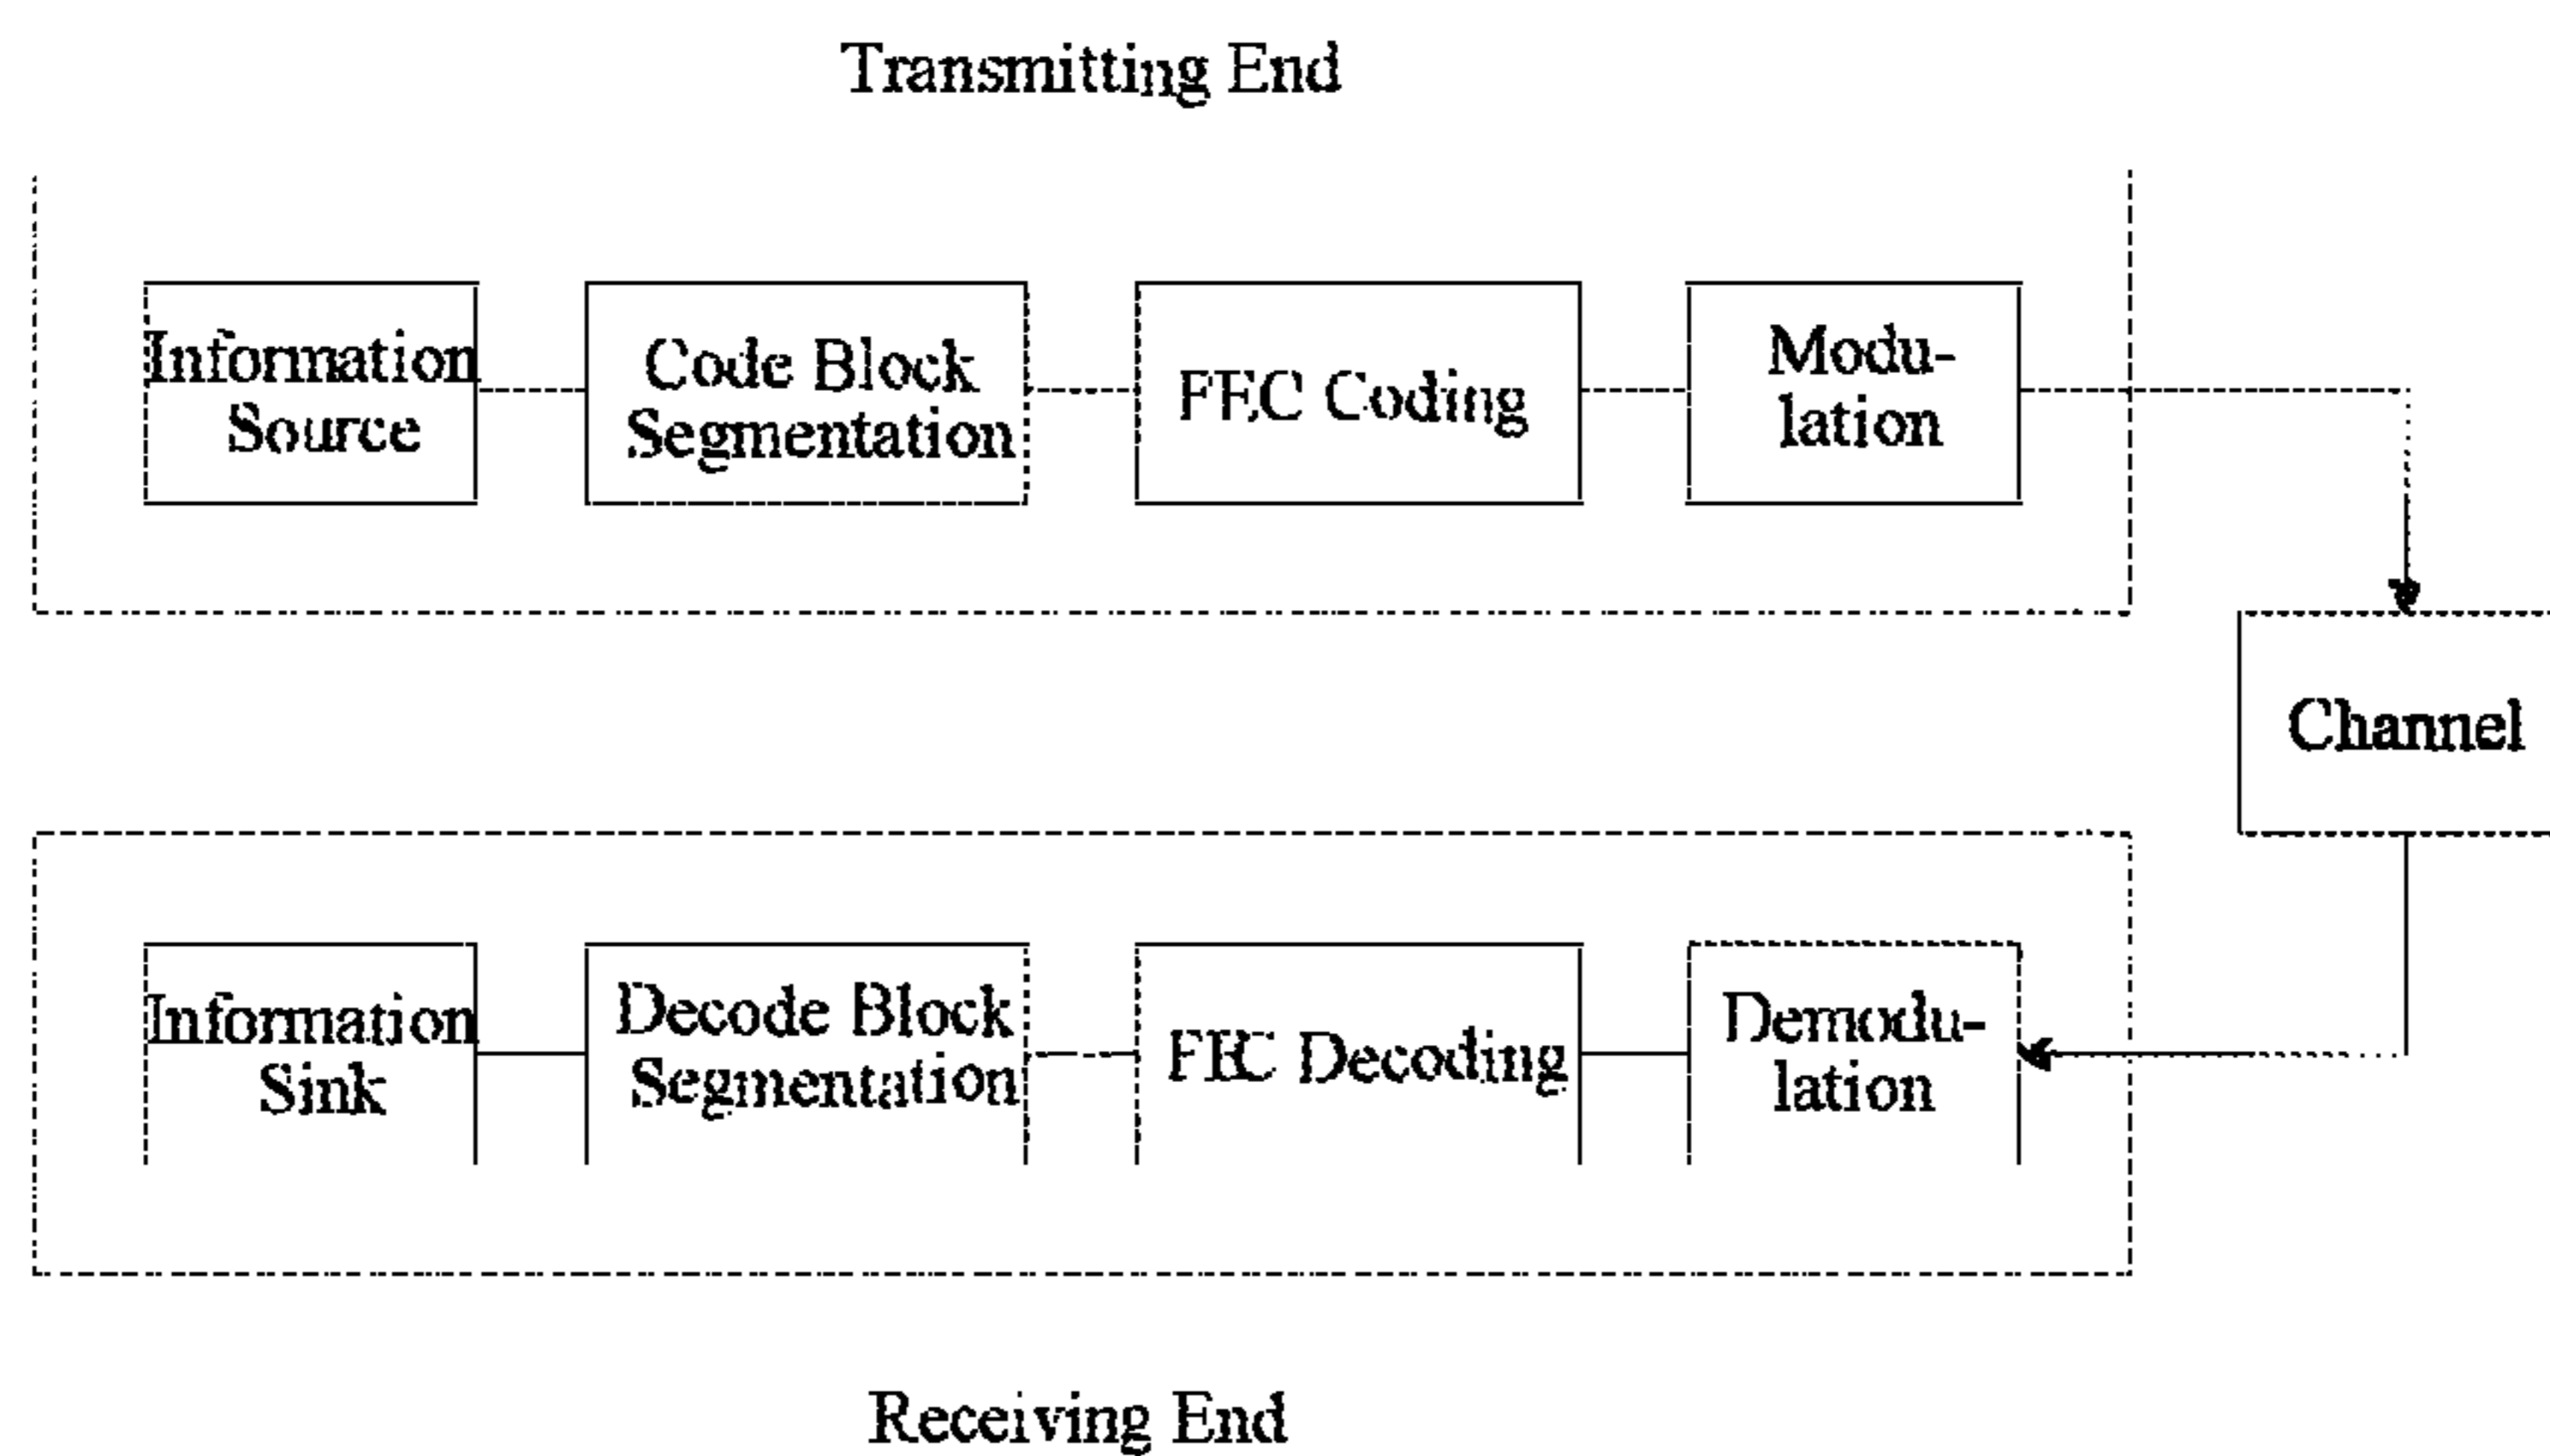 Transmitting End
Information
Source
Code Block
Segmentation
FEC Coding
Modu-
lation
Channel
Information
Sink
Decode Block
Segmentation
FEC Decoding
Demodu-
lation
Receiving End